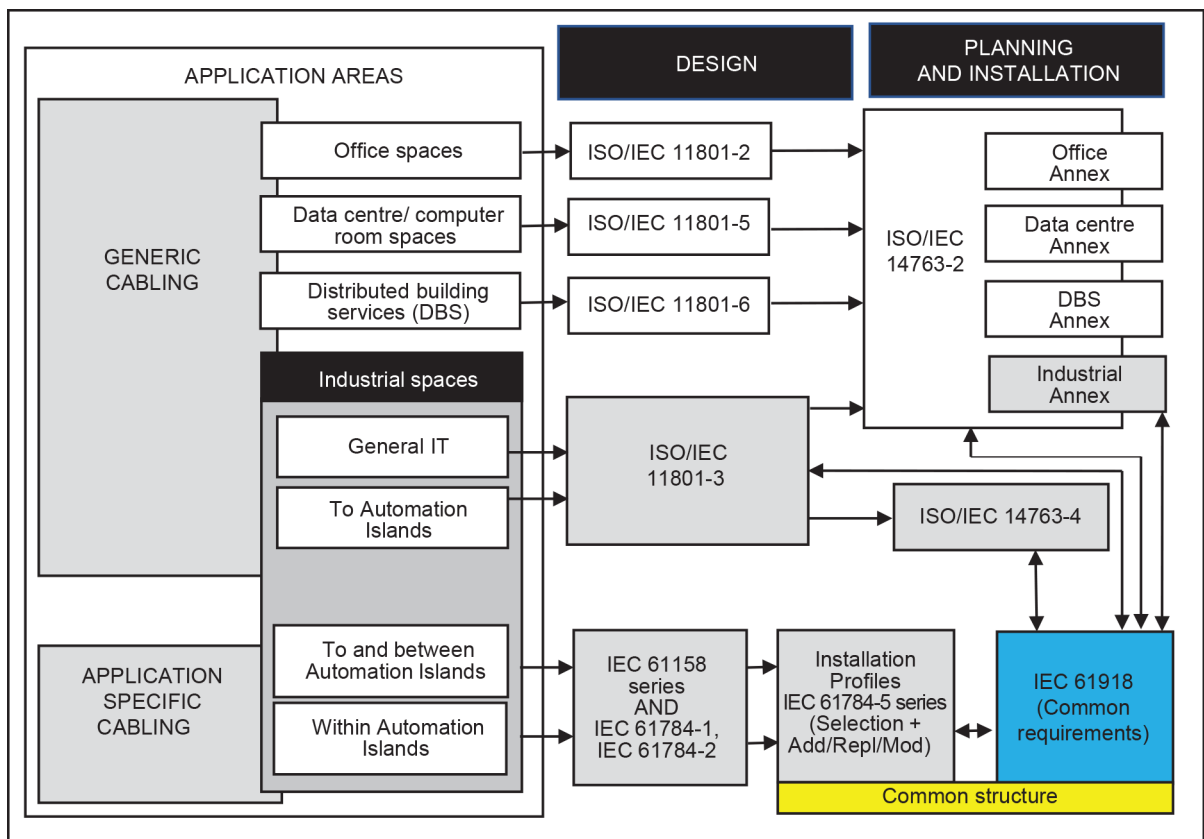 APPLICATION AREAS
DESIGN
PLANNING
AND INSTALLATION
GENERIC
CABLING
Office spaces
ISO/IEC 11801-2
Data centre/ computer
room spaces
ISO/IEC 11801-5
Distributed building
services (DBS)
ISO/IEC 11801-6
ISO/IEC
14763-2
Office
Annex
Data centre
Annex
DBS
Annex
Industrial
Annex
Industrial spaces
General IT
To Automation
Islands
ISO/IEC
11801-3
ISO/IEC 14763-4
APPLICATION
SPECIFIC
CABLING
To and between
Automation Islands
Within Automation
Islands
IEC 61158
series
AND
IEC 61784-1,
IEC 61784-2
Installation
Profiles
IEC 61784-5 series
(Selection +
Add/Repl/Mod)
IEC 61918
(Common
requirements)
Common structure